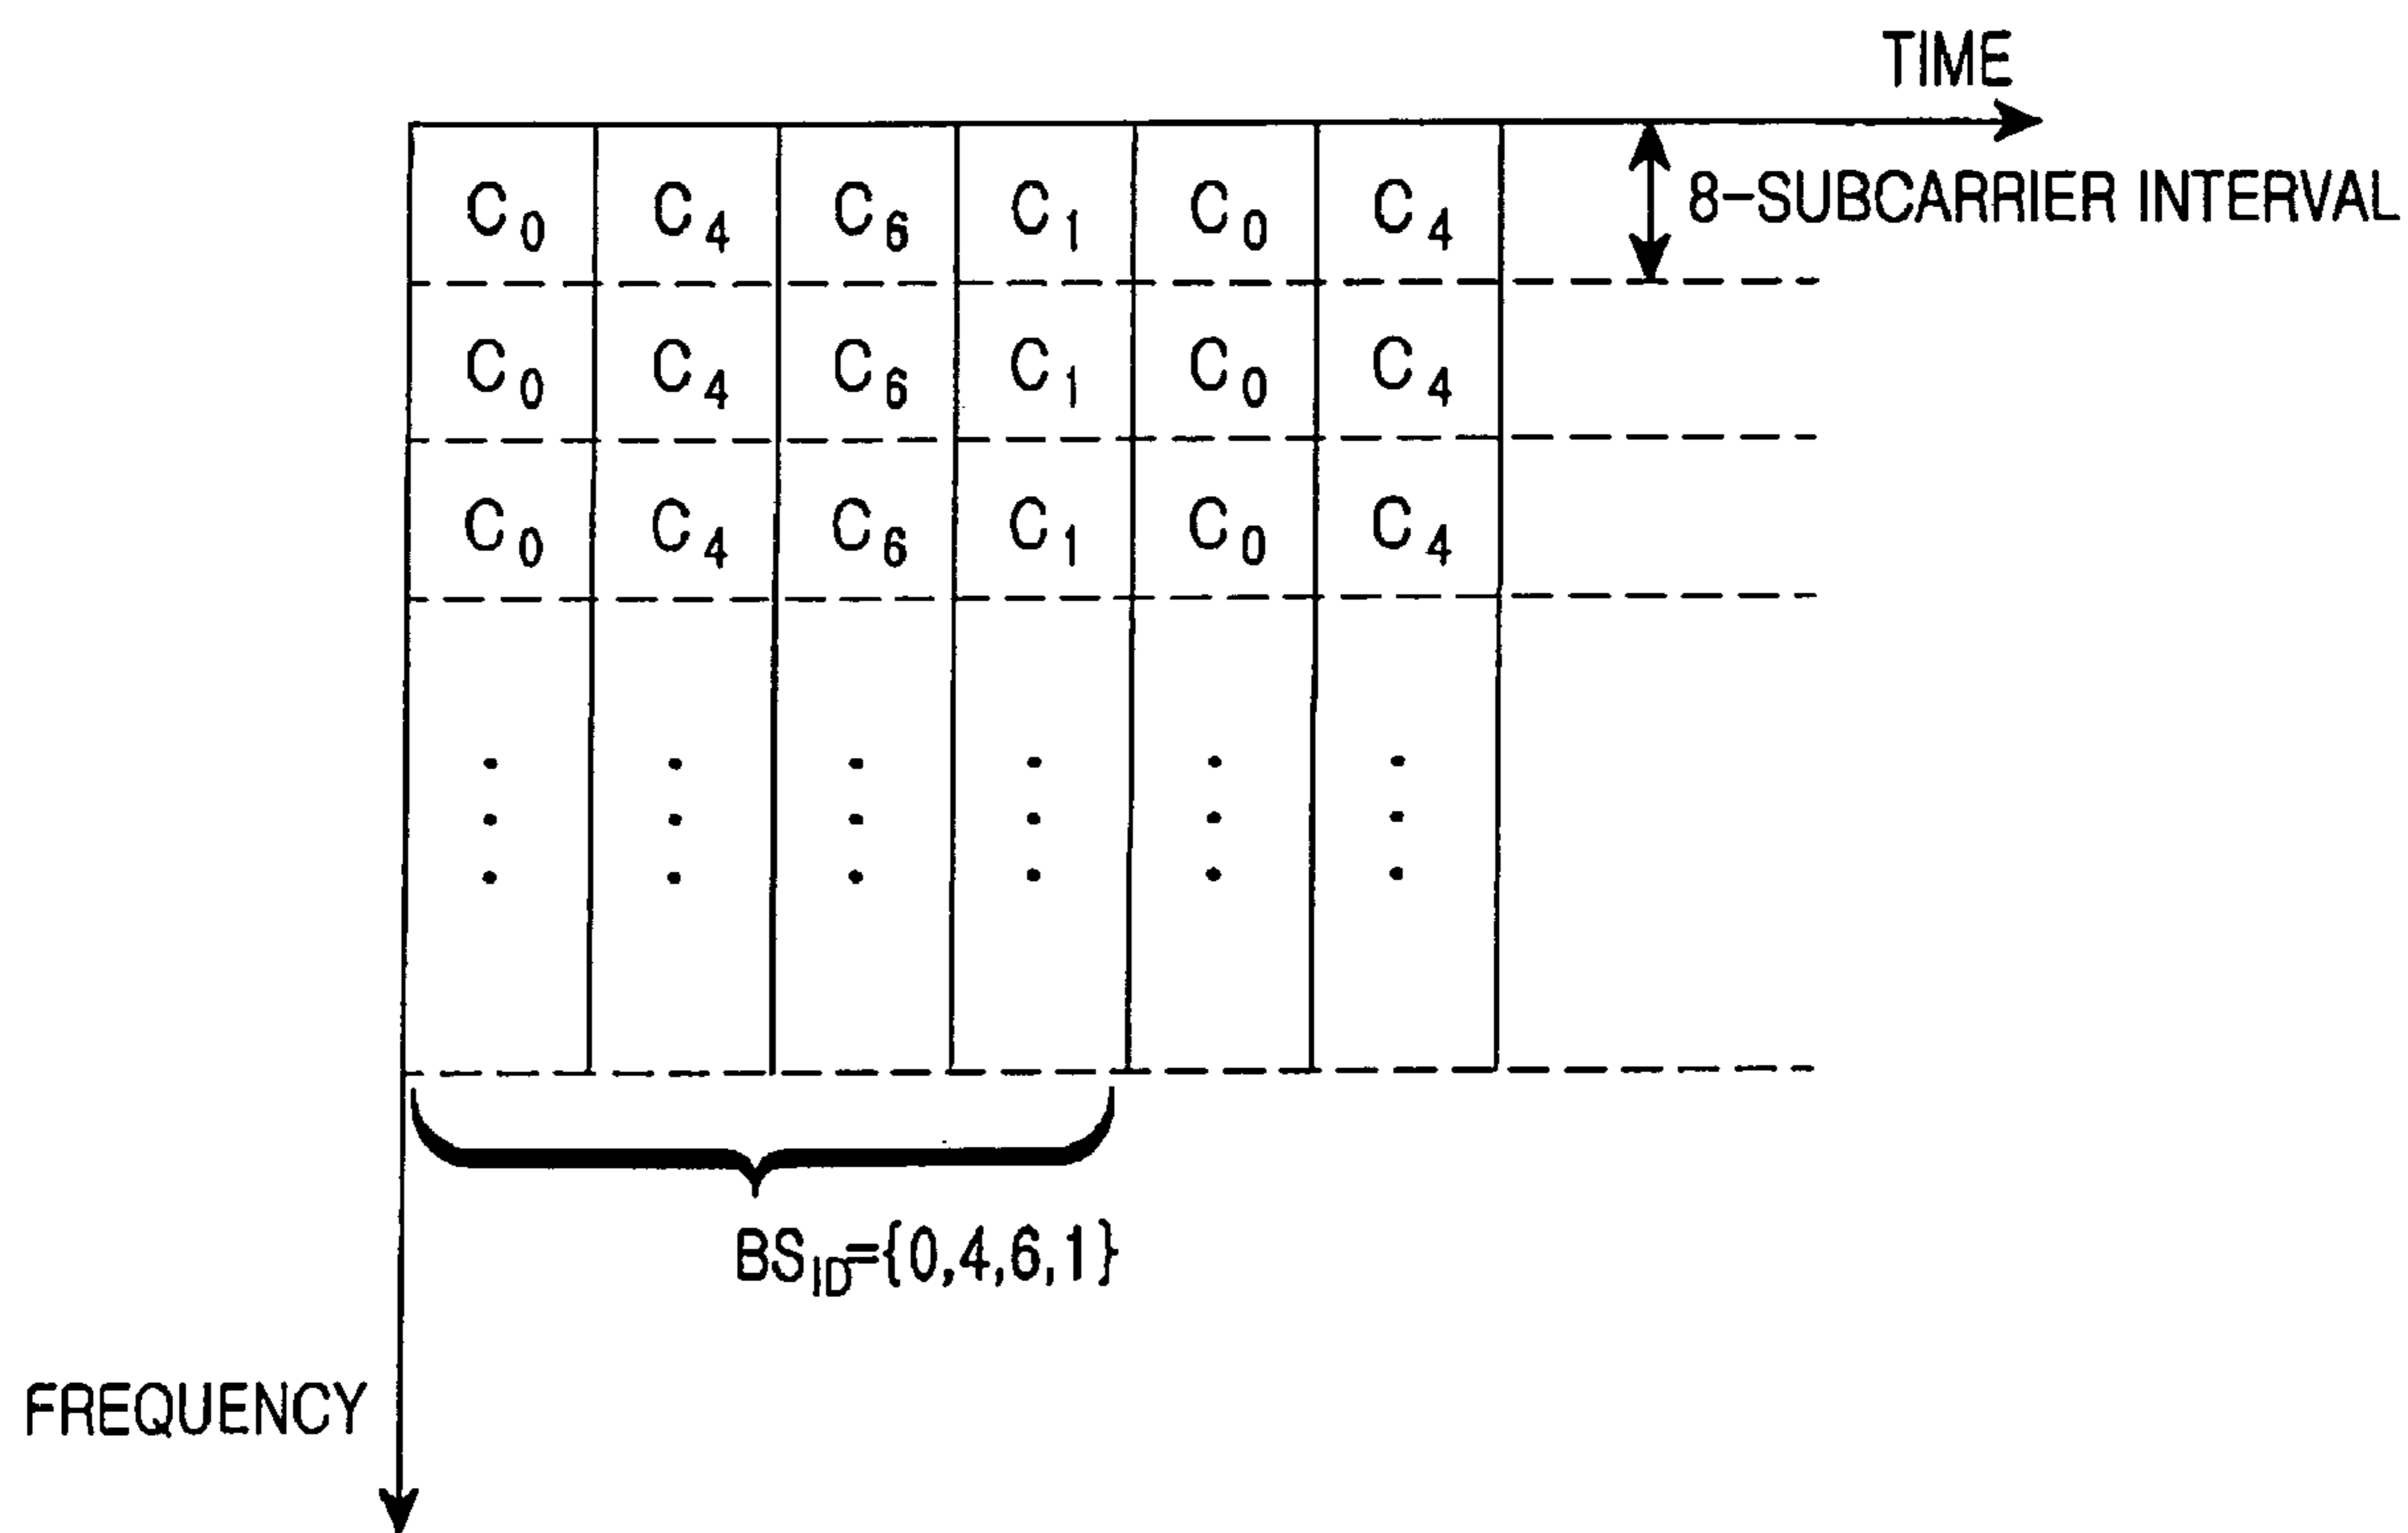 TIME
8-SUBCARRIER INTERVAL
C0 C4 C6 C1 C0 C4
C0 C4 C6 C1 C0 C4
C0 C4 C6 C1 C0 C4
BSID={0,4,6,1}
FREQUENCY